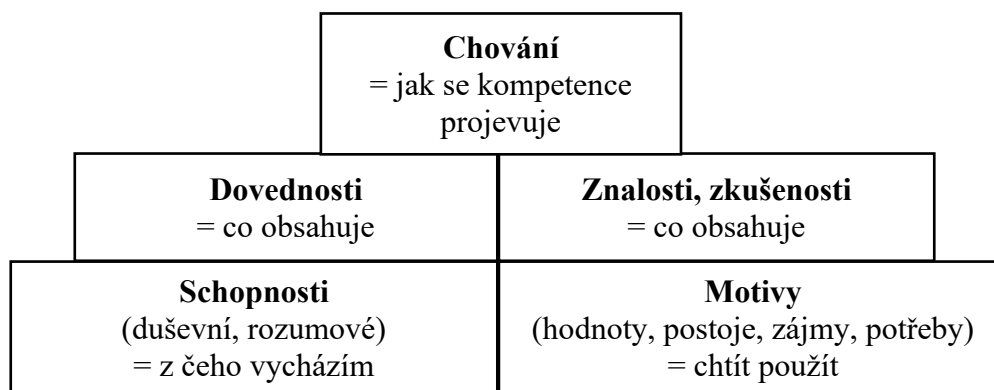 Chování
= jak se kompetence
projevuje
Dovednosti
= co obsahuje
Znalosti, zkušenosti
= co obsahuje
Schopnosti
(duševní, rozumové)
= z čeho vycházím
Motivy
(hodnoty, postoje, zájmy, potřeby)
= chtít použít